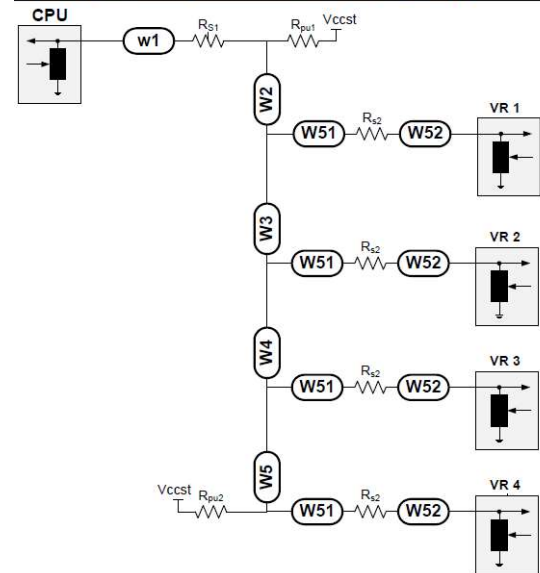 CPU
w1
RS1
Rpu1
Vccst
W2
VR 1
W51
Rs2
W52
W3
VR 2
W51
Rs2
W52
W4
VR 3
W51
Rs2
W52
W5
VR 4
Vccst
Rpu2
W51
Rs2
W52